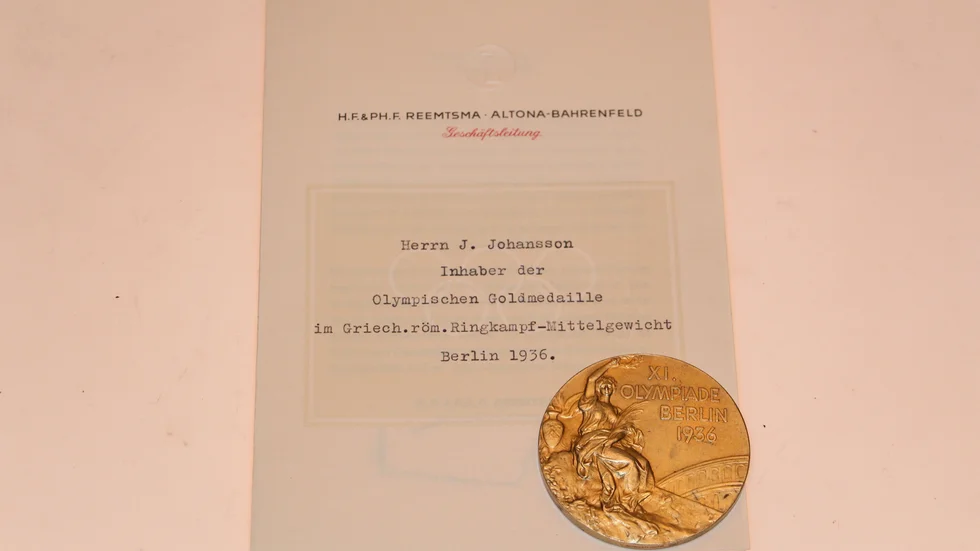 H.F.&PH.F. REEMTSMA · ALTONA-BAHRENFELD
Geschäftsleitung.
Herrn J. Johansson
Inhaber der
Olympischen Goldmedaille
im Griech.röm.Ringkampf-Mittelgewicht
Berlin 1936.
XI.
OLYMPIADE
BERLIN
1936